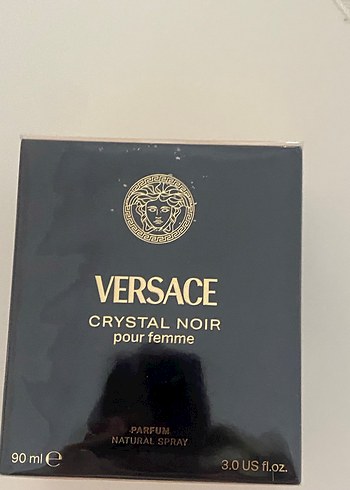 VERSACE
CRYSTAL NOIR
pour femme
PARFUM
NATURAL SPRAY
90 ml ℮
3.0 US fl.oz.